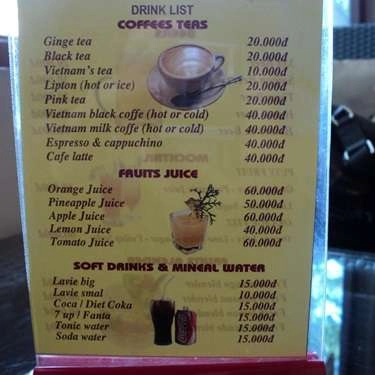 DRINK LIST
COFFEES TEAS
Ginge tea 20.000đ
Black tea 20.000đ
Vietnam's tea 10.000đ
Lipton (hot or ice) 20.000đ
Pink tea 20.000đ
Vietnam black coffe (hot or cold) 40.000đ
Vietnam milk coffe (hot or cold) 40.000đ
Espresso & cappuchino 40.000đ
Cafe latte 40.000đ
FRUITS JUICE
Orange Juice 60.000đ
Pineapple Juice 50.000đ
Apple Juice 60.000đ
Lemon Juice 40.000đ
Tomato Juice 60.000đ
SOFT DRINKS & MINERAL WATER
Lavie big 15.000đ
Lavie smal 10.000đ
Coca / Diet Coka 15.000đ
7 up / Fanta 15.000đ
Tonic water 15.000đ
Soda water 15.000đ